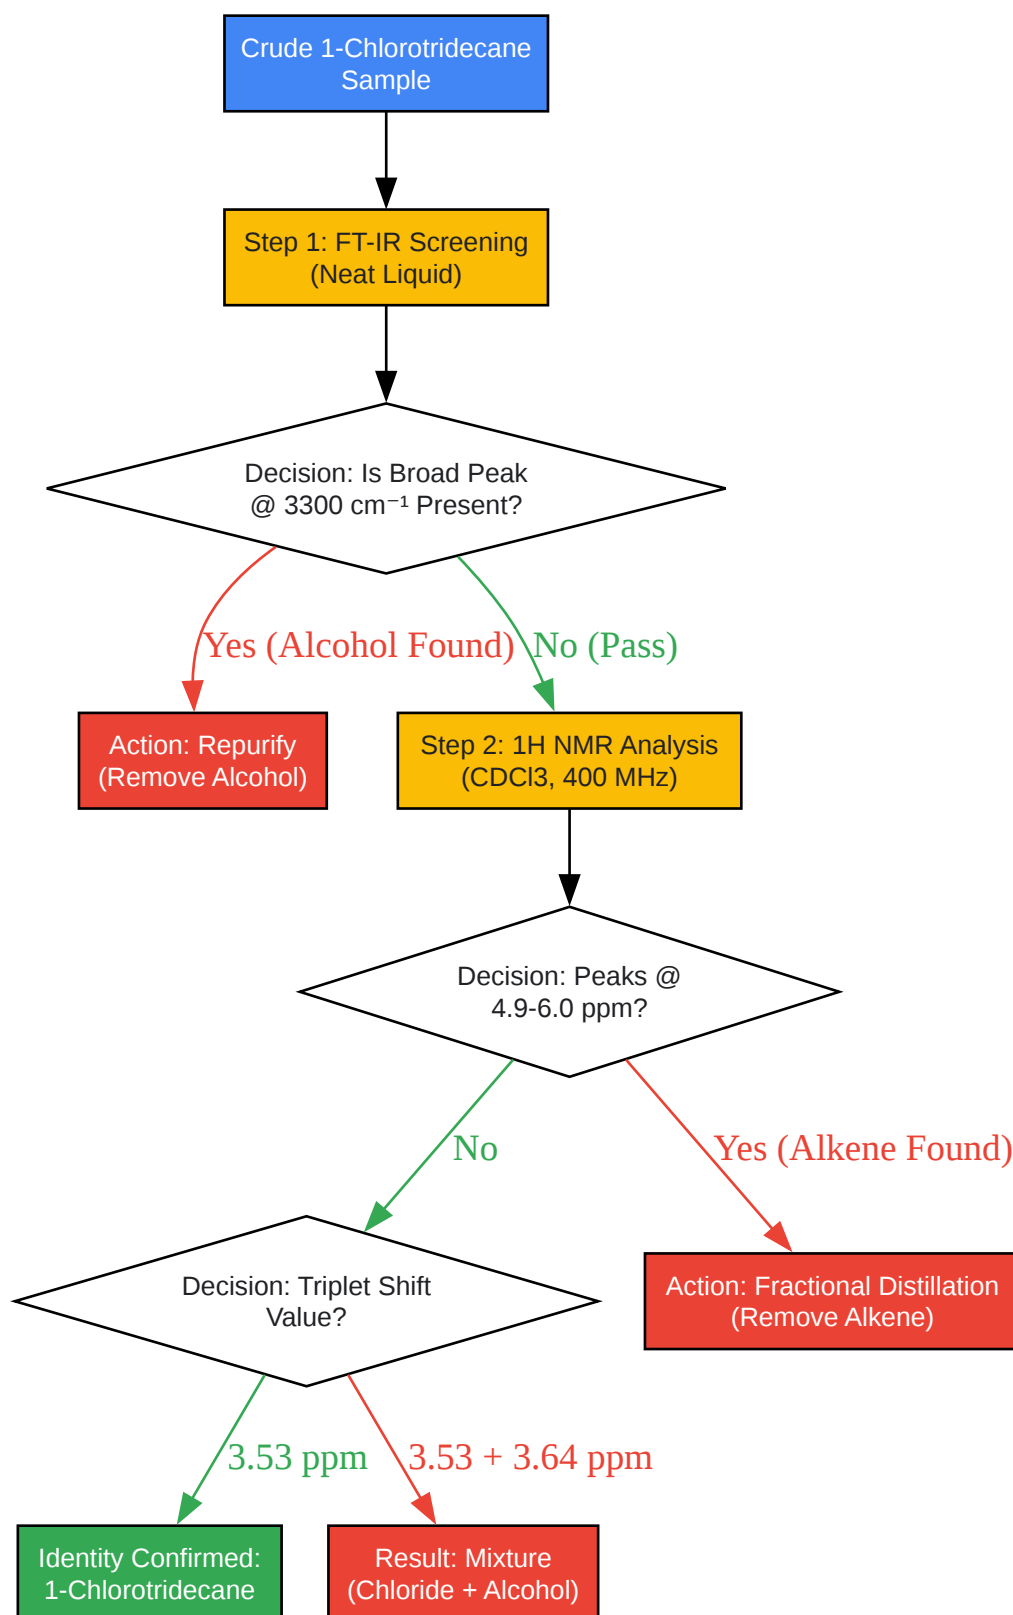 Crude 1-Chlorotridecane
Sample
Step 1: FT-IR Screening
(Neat Liquid)
Decision: Is Broad Peak
@ 3300 cm⁻¹ Present?
Yes (Alcohol Found)
No (Pass)
Action: Repurify
(Remove Alcohol)
Step 2: 1H NMR Analysis
(CDCl3, 400 MHz)
Decision: Peaks @
4.9-6.0 ppm?
No
Yes (Alkene Found)
Decision: Triplet Shift
Value?
Action: Fractional Distillation
(Remove Alkene)
3.53 ppm
3.53 + 3.64 ppm
Identity Confirmed:
1-Chlorotridecane
Result: Mixture
(Chloride + Alcohol)